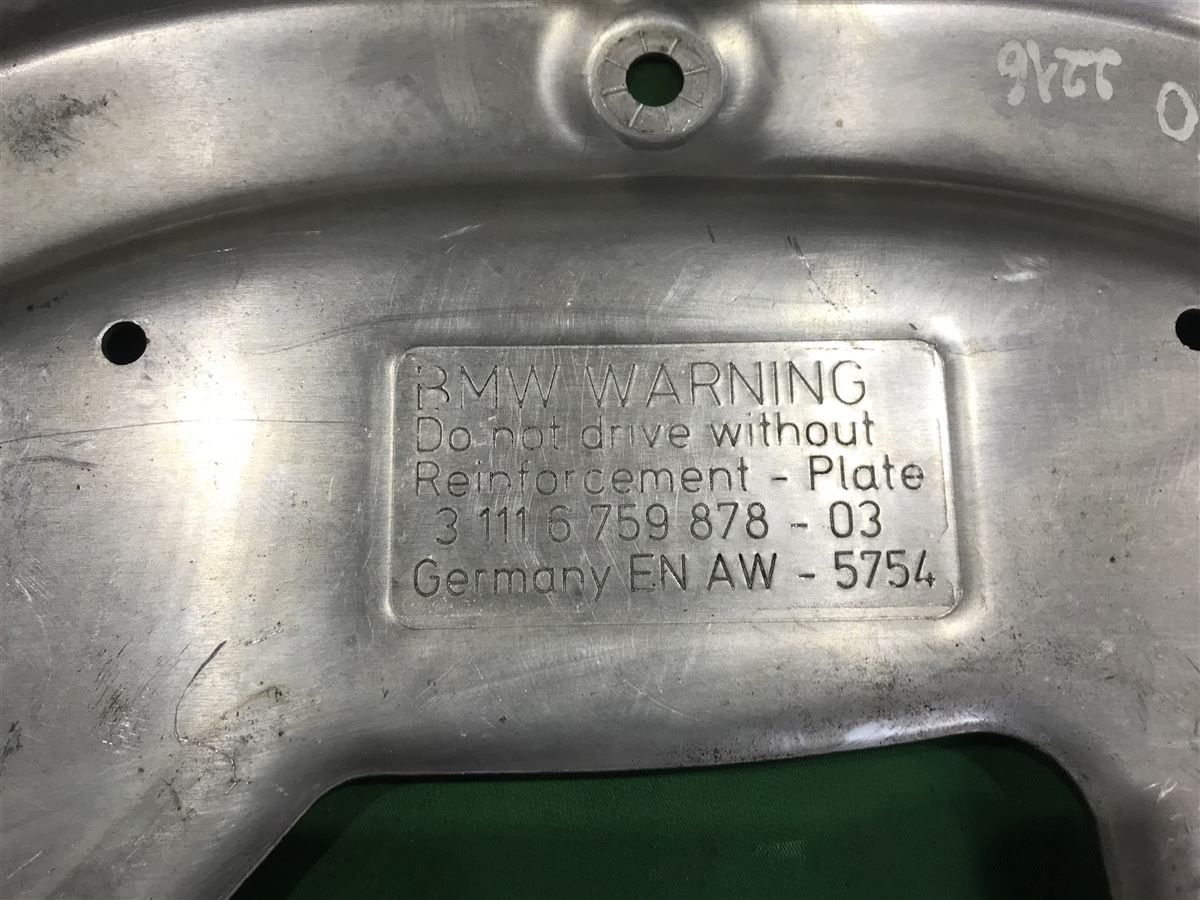 BMW WARNING
Do not drive without
Reinforcement - Plate
3 111 6 759 878 - 03
Germany EN AW - 5754